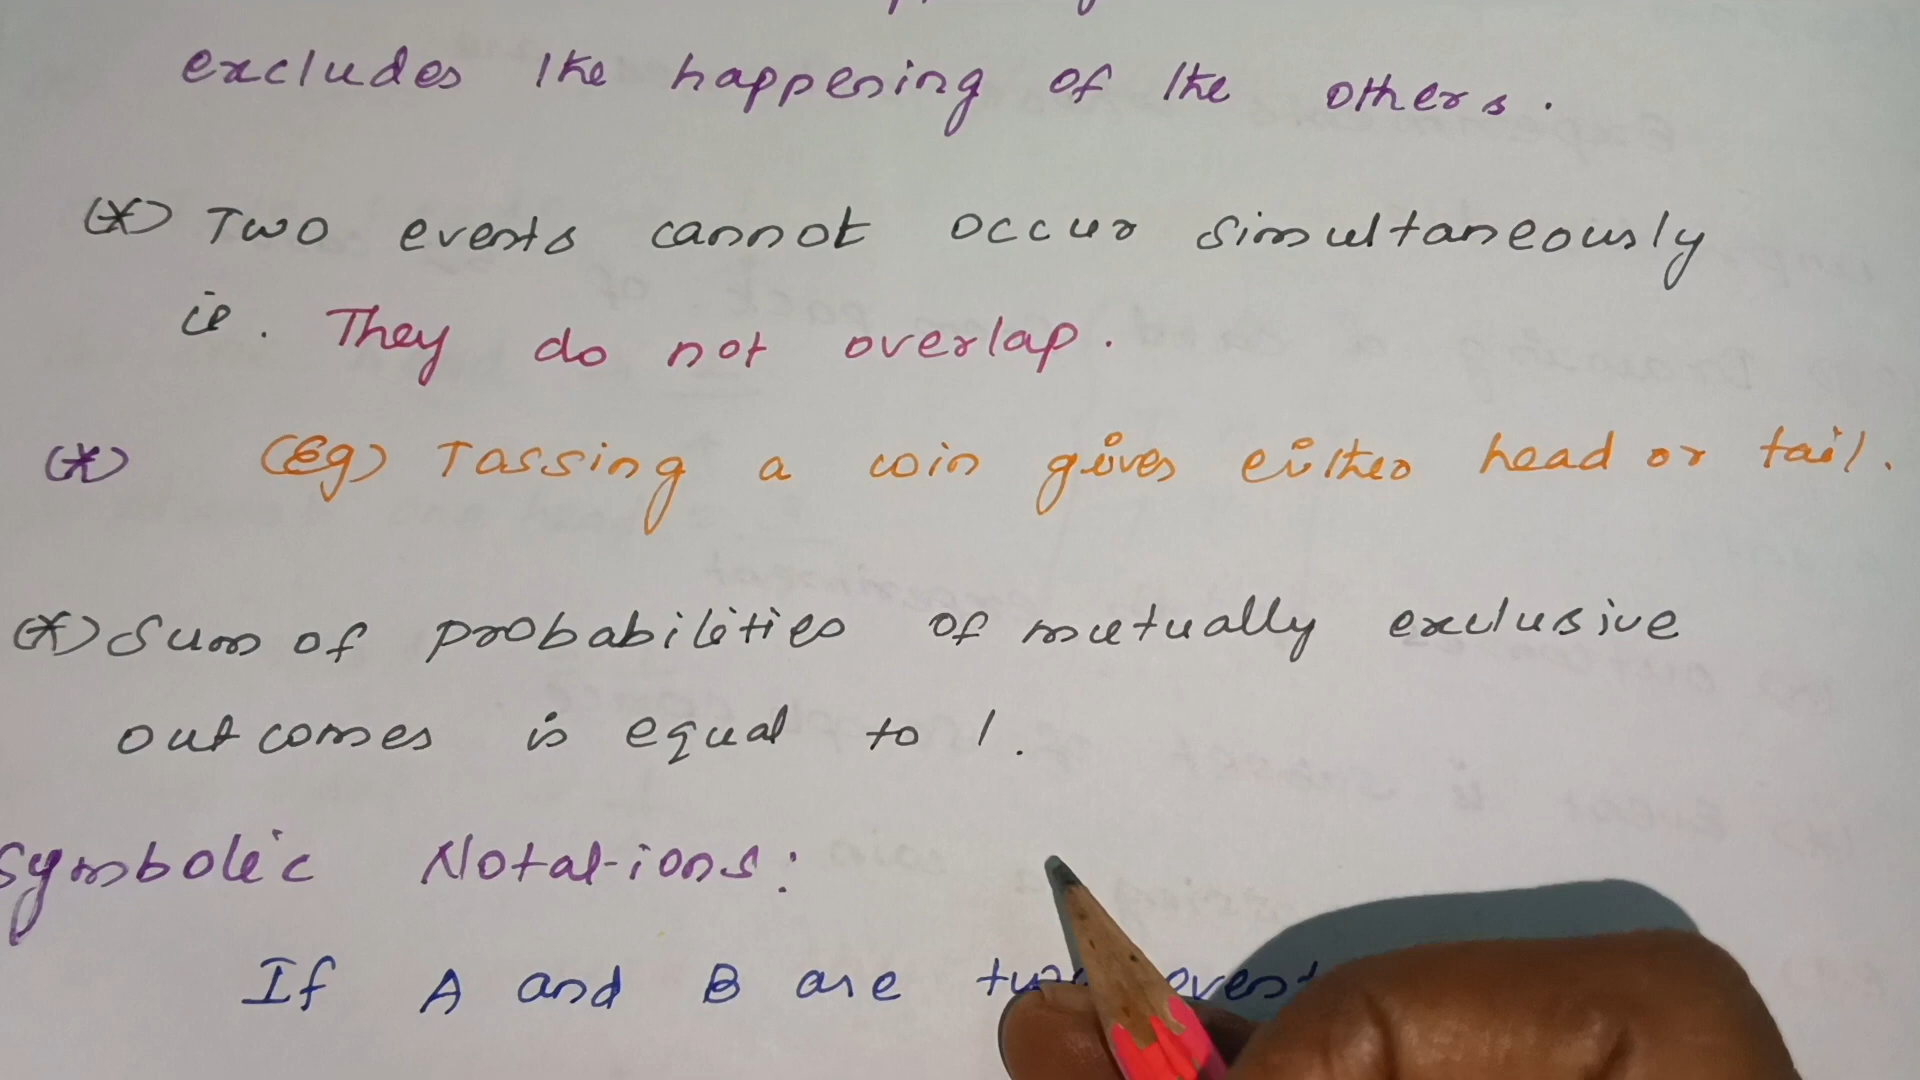 excludes the happening of the others.
(*) Two events cannot occur simultaneously
ie. They do not overlap.
(*) (Eg) Tassing a coin gives either head or tail.
(*) Sum of probabilities of mutually exclusive
outcomes is equal to 1.
Symbolic Notations:
If A and B are two